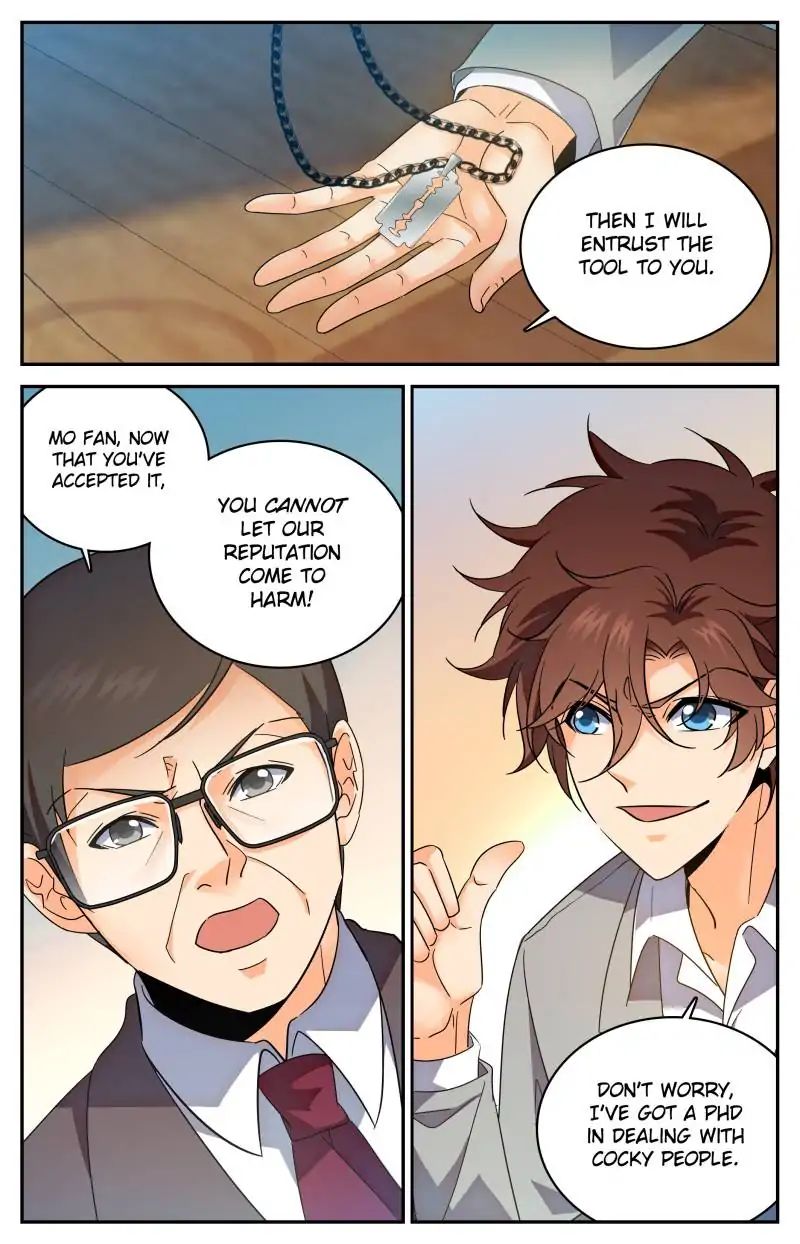 THEN I WILL
ENTRUST THE
TOOL TO YOU.
MO FAN, NOW
THAT YOU'VE
ACCEPTED IT,
YOU CANNOT
LET OUR
REPUTATION
COME TO
HARM!
DON'T WORRY,
I'VE GOT A PHD
IN DEALING WITH
COCKY PEOPLE.